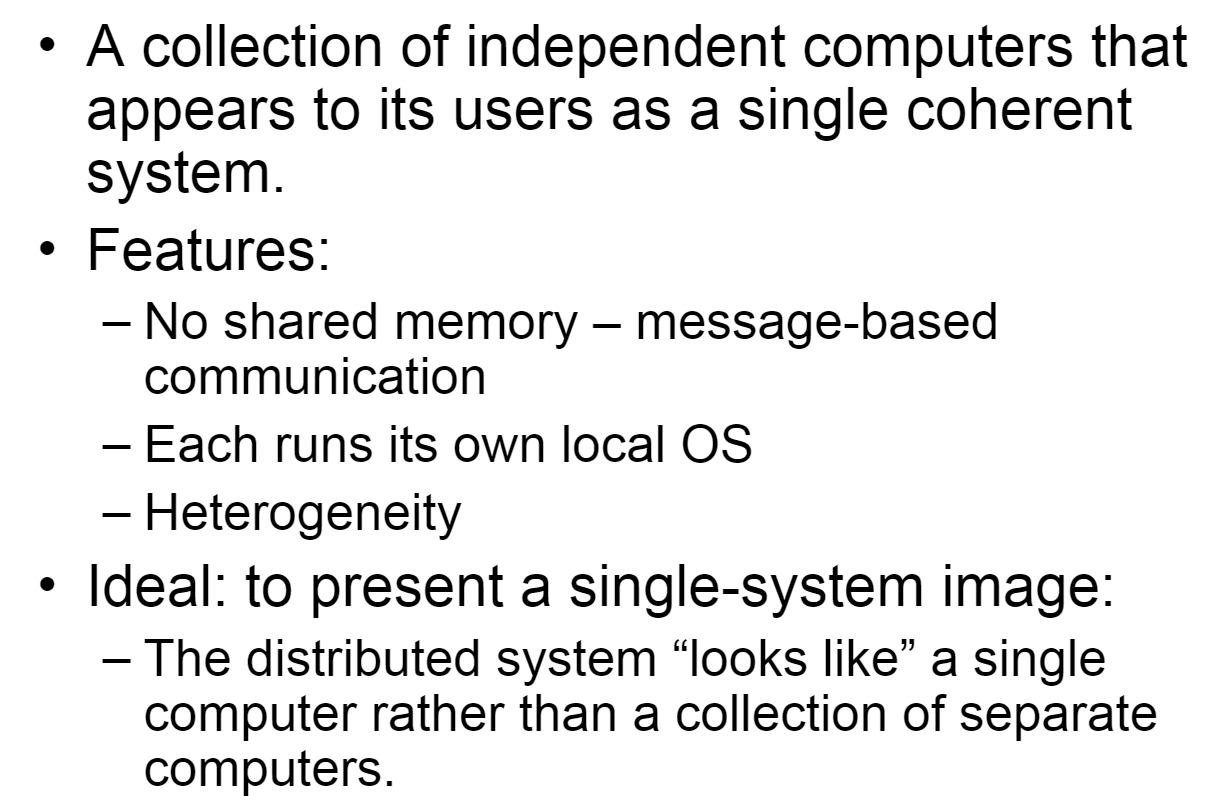 • A collection of independent computers that
appears to its users as a single coherent
system.
• Features:
– No shared memory – message-based
communication
– Each runs its own local OS
– Heterogeneity
• Ideal: to present a single-system image:
– The distributed system “looks like” a single
computer rather than a collection of separate
computers.